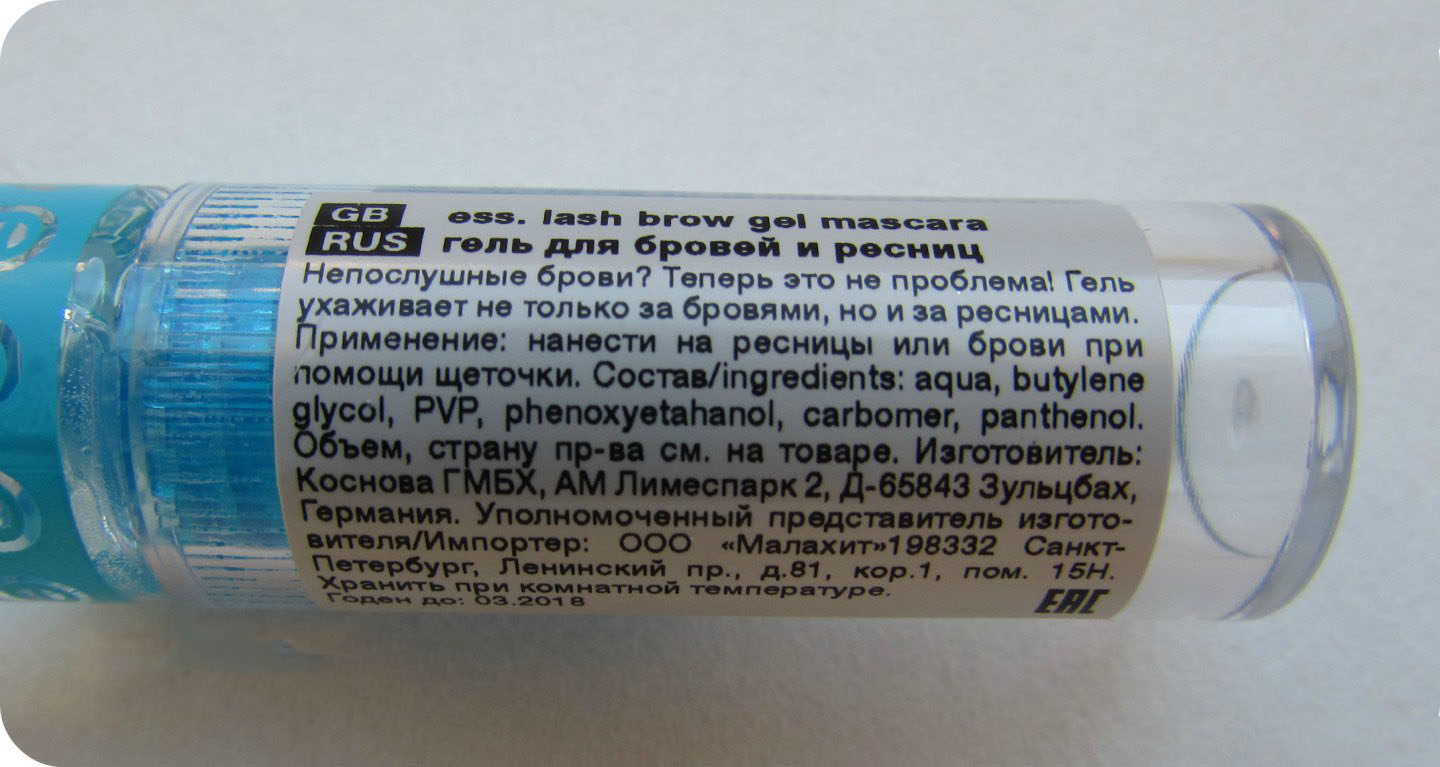 GB ess. lash brow gel mascara
RUS гель для бровей и ресниц
Непослушные брови? Теперь это не проблема! Гель
ухаживает не только за бровями, но и за ресницами.
Применение: нанести на ресницы или брови при
помощи щеточки. Состав/ingredients: aqua, butylene
glycol, PVP, phenoxyetahanol, carbomer, panthenol.
Объем, страну пр-ва см. на товаре. Изготовитель:
Коснова ГМБХ, АМ Лимеспарк 2, Д-65843 Зульцбах,
Германия. Уполномоченный представитель изгото-
вителя/Импортер: ООО «Малахит»198332 Санкт-
Петербург, Ленинский пр., д.81, кор.1, пом. 15Н.
Хранить при комнатной температуре.
Годен до: 03.2018 EAC